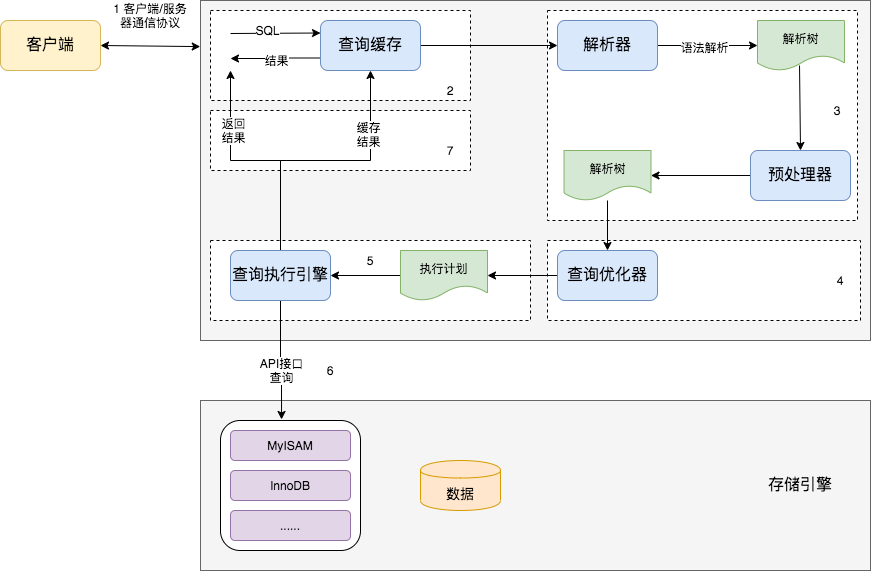 1 客户端/服务
器通信协议
客户端
SQL
结果
查询缓存
2
解析器
语法解析
解析树
3
返回
结果
缓存
结果
7
解析树
预处理器
查询执行引擎
5
执行计划
查询优化器
4
API接口
查询
6
MyISAM
InnoDB
......
数据
存储引擎